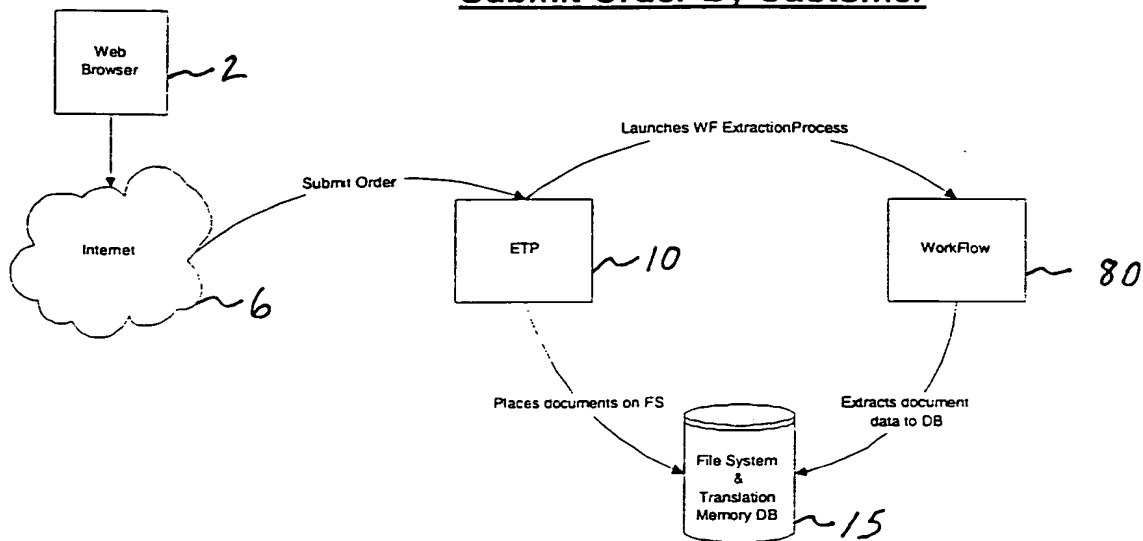 Submit Order By Customer
Web
Browser
2
Launches WF ExtractionProcess
Submit Order
Internet
ETP
WorkFlow
10
80
6
Places documents on FS
Extracts document
data to DB
File System
&
Translation
Memory DB
15